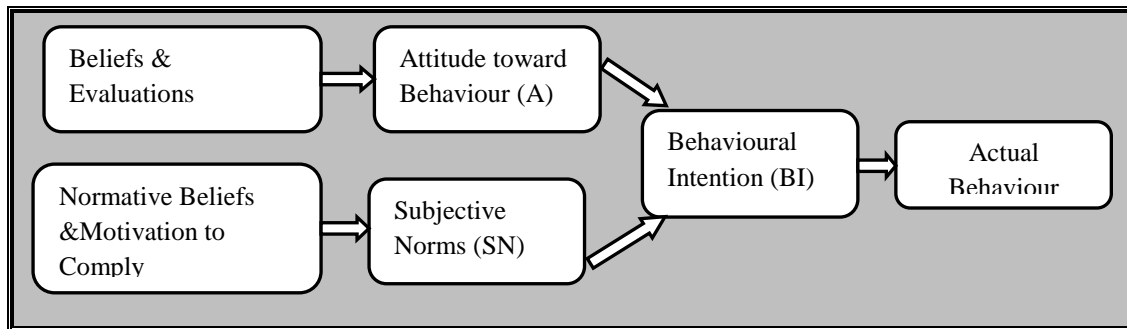 Beliefs &
Evaluations
Attitude toward
Behaviour (A)
Behavioural
Intention (BI)
Actual
Behaviour
Normative Beliefs
&Motivation to
Comply
Subjective
Norms (SN)